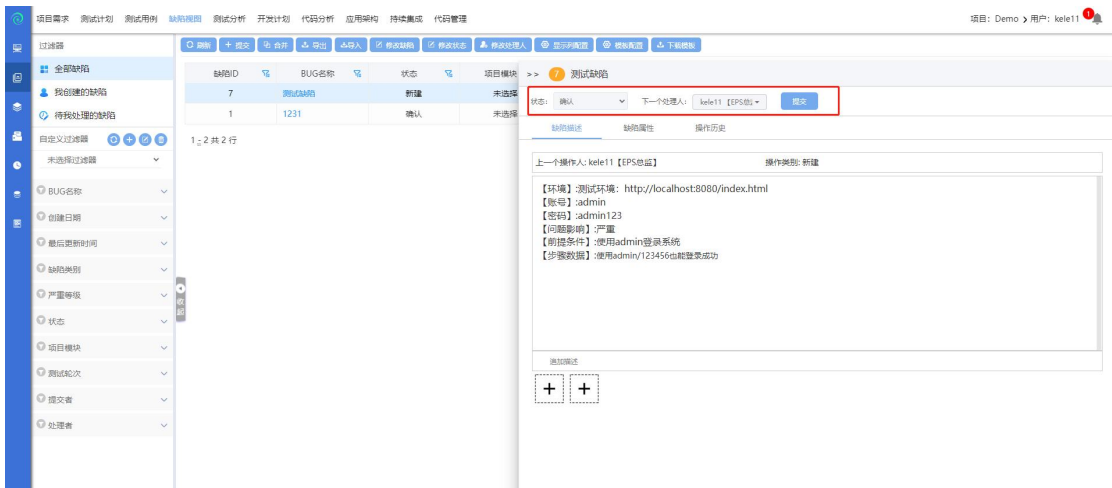 项目需求 测试计划 测试用例 缺陷视图 测试分析 开发计划 代码分析 应用架构 持续集成 代码管理
项目: Demo > 用户: kele11 1
过滤器
全部缺陷
我创建的缺陷
待我处理的缺陷
自定义过滤器
未选择过滤器
BUG名称
创建日期
最后更新时间
缺陷类别
严重等级
状态
项目模块
测试轮次
提交者
处理者
收起
刷新 提交 合并 导出 导入 修改缺陷 修改状态 修改处理人 显示列配置 模板配置 下载模板
缺陷ID BUG名称 状态 项目模块
7 测试缺陷 新建 未选择
1 1231 确认 未选择
1 - 2 共 2 行
>> 7 测试缺陷
状态: 确认 下一个处理人: kele11【EPS总监 提交
缺陷描述 缺陷属性 操作历史
上一个操作人: kele11【EPS总监】 操作类别: 新建
【环境】:测试环境：http://localhost:8080/index.html
【账号】:admin
【密码】:admin123
【问题影响】:严重
【前提条件】:使用admin登录系统
【步骤数据】:使用admin/123456也能登录成功
追加描述